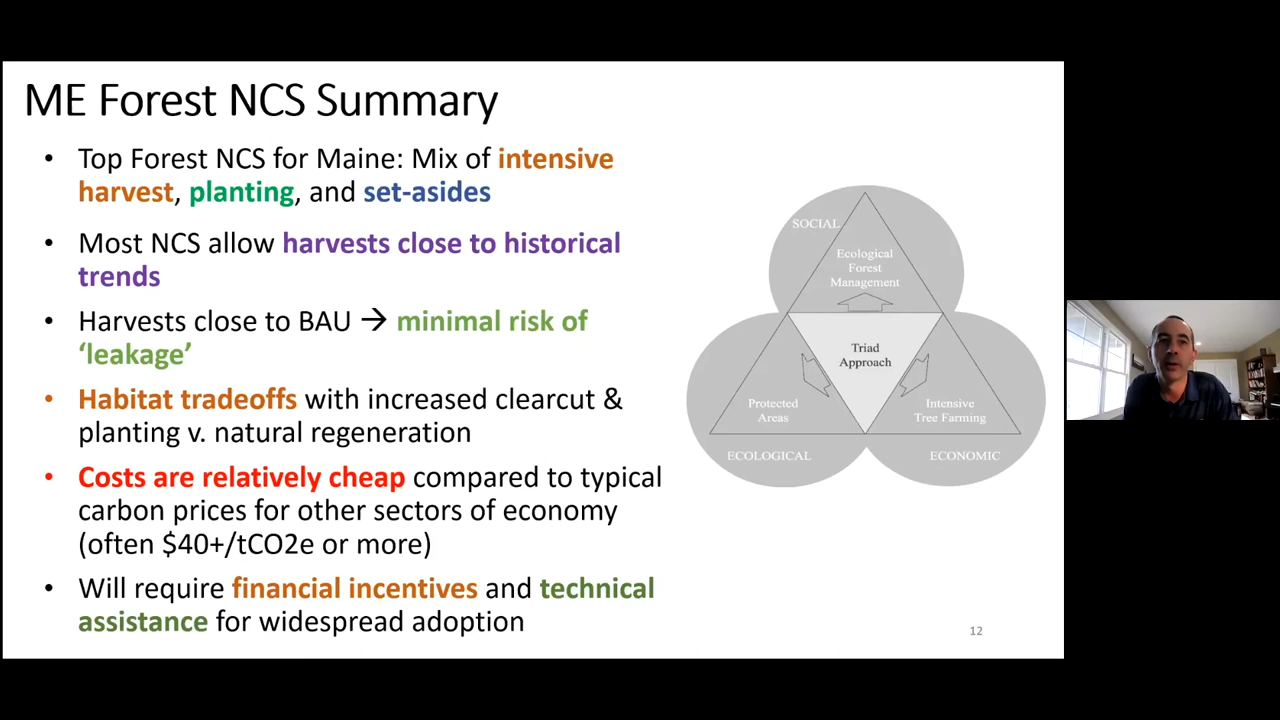 ME Forest NCS Summary
• Top Forest NCS for Maine: Mix of intensive
harvest, planting, and set-asides
• Most NCS allow harvests close to historical
trends
• Harvests close to BAU → minimal risk of
‘leakage’
• Habitat tradeoffs with increased clearcut &
planting v. natural regeneration
• Costs are relatively cheap compared to typical
carbon prices for other sectors of economy
(often $40+/tCO2e or more)
• Will require financial incentives and technical
assistance for widespread adoption
SOCIAL
Ecological
Forest
Management
Triad
Approach
Protected
Areas
Intensive
Tree Farming
ECOLOGICAL
ECONOMIC
12